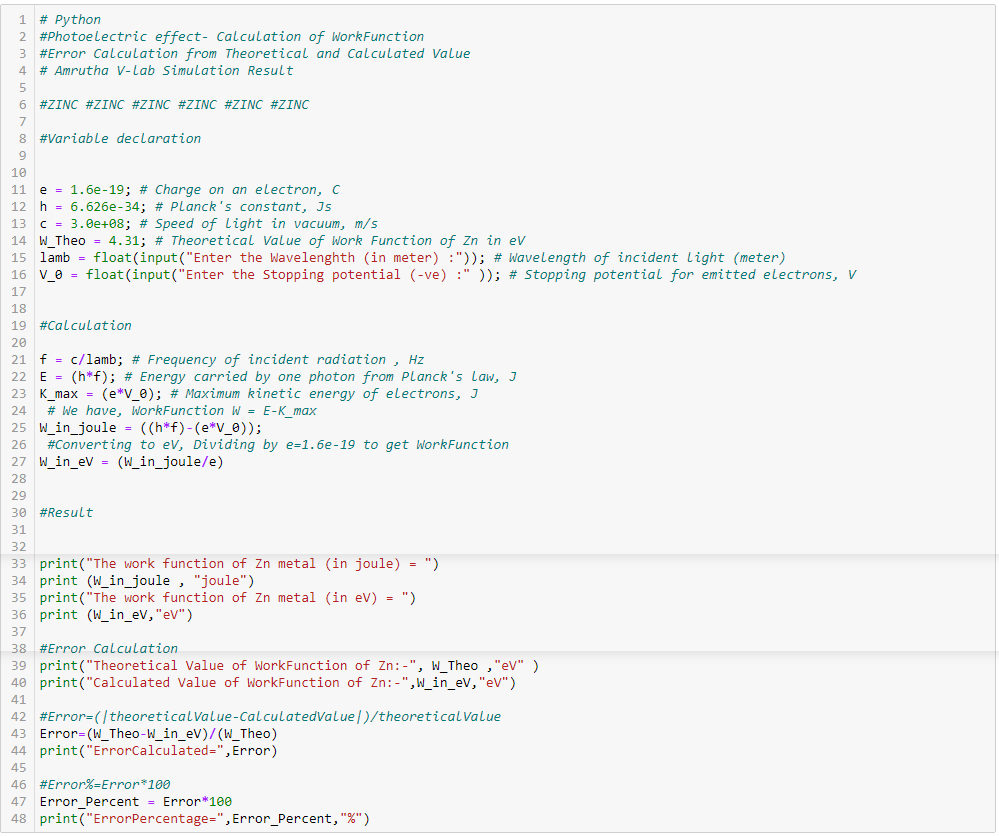 1 # Python
2 #Photoelectric effect- Calculation of WorkFunction
3 #Error Calculation from Theoretical and Calculated Value
4 # Amrutha V-lab Simulation Result
5
6 #ZINC #ZINC #ZINC #ZINC #ZINC #ZINC
7
8 #Variable declaration
9
10
11 e = 1.6e-19; # Charge on an electron, C
12 h = 6.626e-34; # Planck's constant, Js
13 c = 3.0e+08; # Speed of light in vacuum, m/s
14 W_Theo = 4.31; # Theoretical Value of Work Function of Zn in eV
15 lamb = float(input("Enter the Wavelenghth (in meter) :")); # Wavelength of incident light (meter)
16 V_0 = float(input("Enter the Stopping potential (-ve) :" )); # Stopping potential for emitted electrons, V
17
18
19 #Calculation
20
21 f = c/lamb; # Frequency of incident radiation , Hz
22 E = (h*f); # Energy carried by one photon from Planck's law, J
23 K_max = (e*V_0); # Maximum kinetic energy of electrons, J
24 # We have, WorkFunction W = E-K_max
25 W_in_joule = ((h*f)-(e*V_0));
26 #Converting to eV, Dividing by e=1.6e-19 to get WorkFunction
27 W_in_eV = (W_in_joule/e)
28
29
30 #Result
31
32
33 print("The work function of Zn metal (in joule) = ")
34 print (W_in_joule , "joule")
35 print("The work function of Zn metal (in eV) = ")
36 print (W_in_eV,"eV")
37
38 #Error Calculation
39 print("Theoretical Value of WorkFunction of Zn:-", W_Theo ,"eV" )
40 print("Calculated Value of WorkFunction of Zn:-",W_in_eV,"eV")
41
42 #Error=(|theoreticalValue-CalculatedValue|)/theoreticalValue
43 Error=(W_Theo-W_in_eV)/(W_Theo)
44 print("ErrorCalculated=",Error)
45
46 #Error%=Error*100
47 Error_Percent = Error*100
48 print("ErrorPercentage=",Error_Percent,"%")